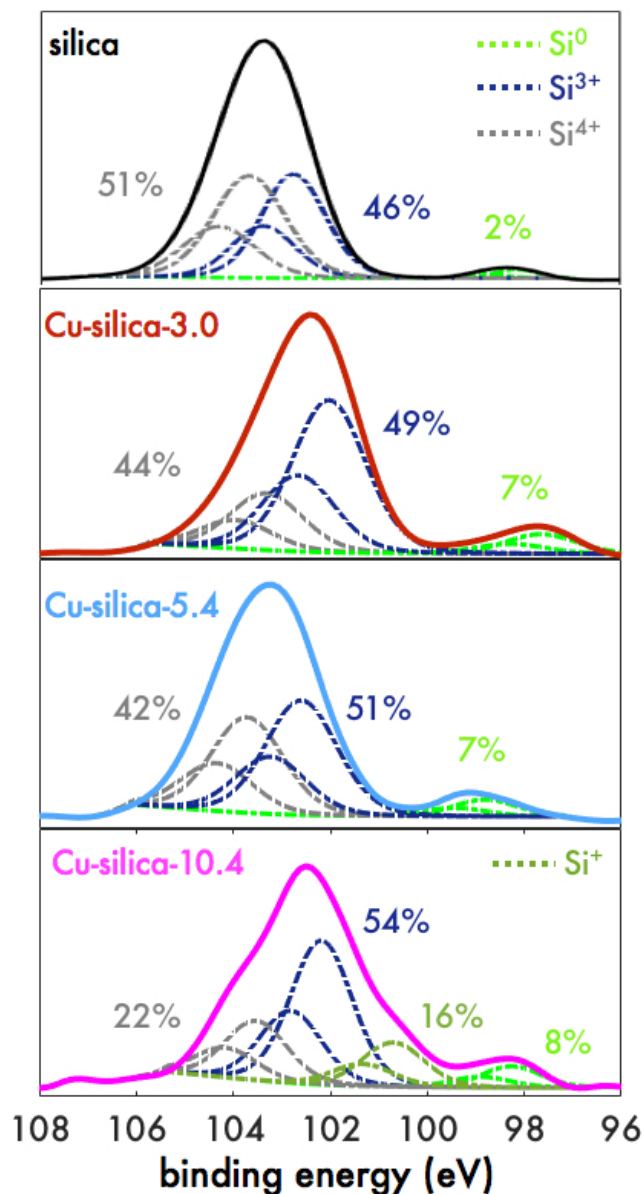 silica
Si⁰
Si³⁺
Si⁴⁺
51%
46%
2%
Cu-silica-3.0
49%
44%
7%
Cu-silica-5.4
42%
51%
7%
Cu-silica-10.4
Si⁺
54%
22%
16%
8%
108 106 104 102 100 98 96
binding energy (eV)